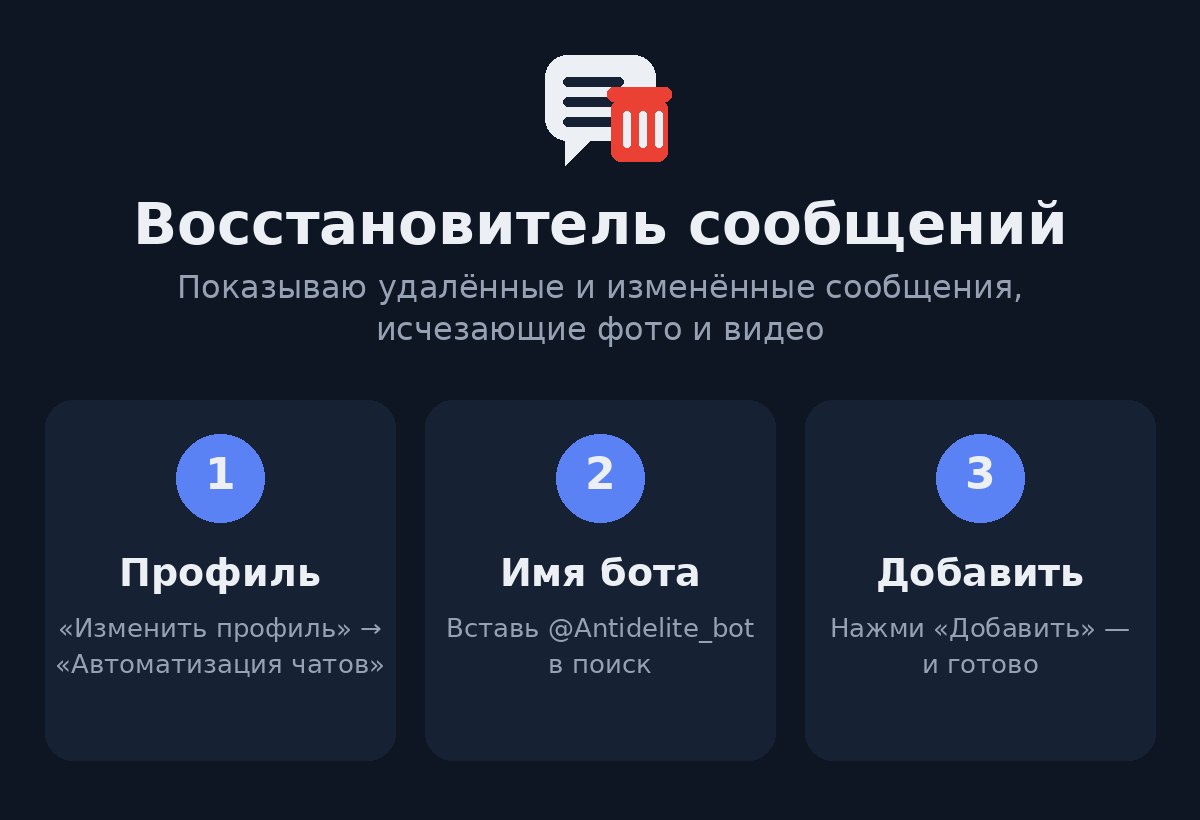 Восстановитель сообщений
Показываю удалённые и изменённые сообщения,
исчезающие фото и видео
1
Профиль
«Изменить профиль» →
«Автоматизация чатов»
2
Имя бота
Вставь @Antidelite_bot
в поиск
3
Добавить
Нажми «Добавить» —
и готово